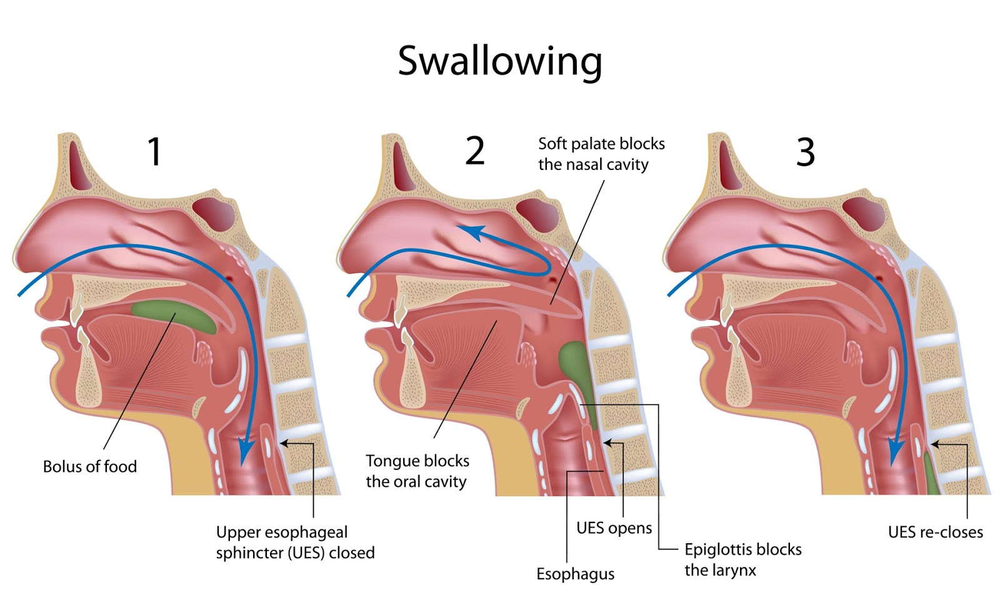 Swallowing
1
2
3
Soft palate blocks
the nasal cavity
Bolus of food
Tongue blocks
the oral cavity
Upper esophageal
sphincter (UES) closed
UES opens
Esophagus
Epiglottis blocks
the larynx
UES re-closes